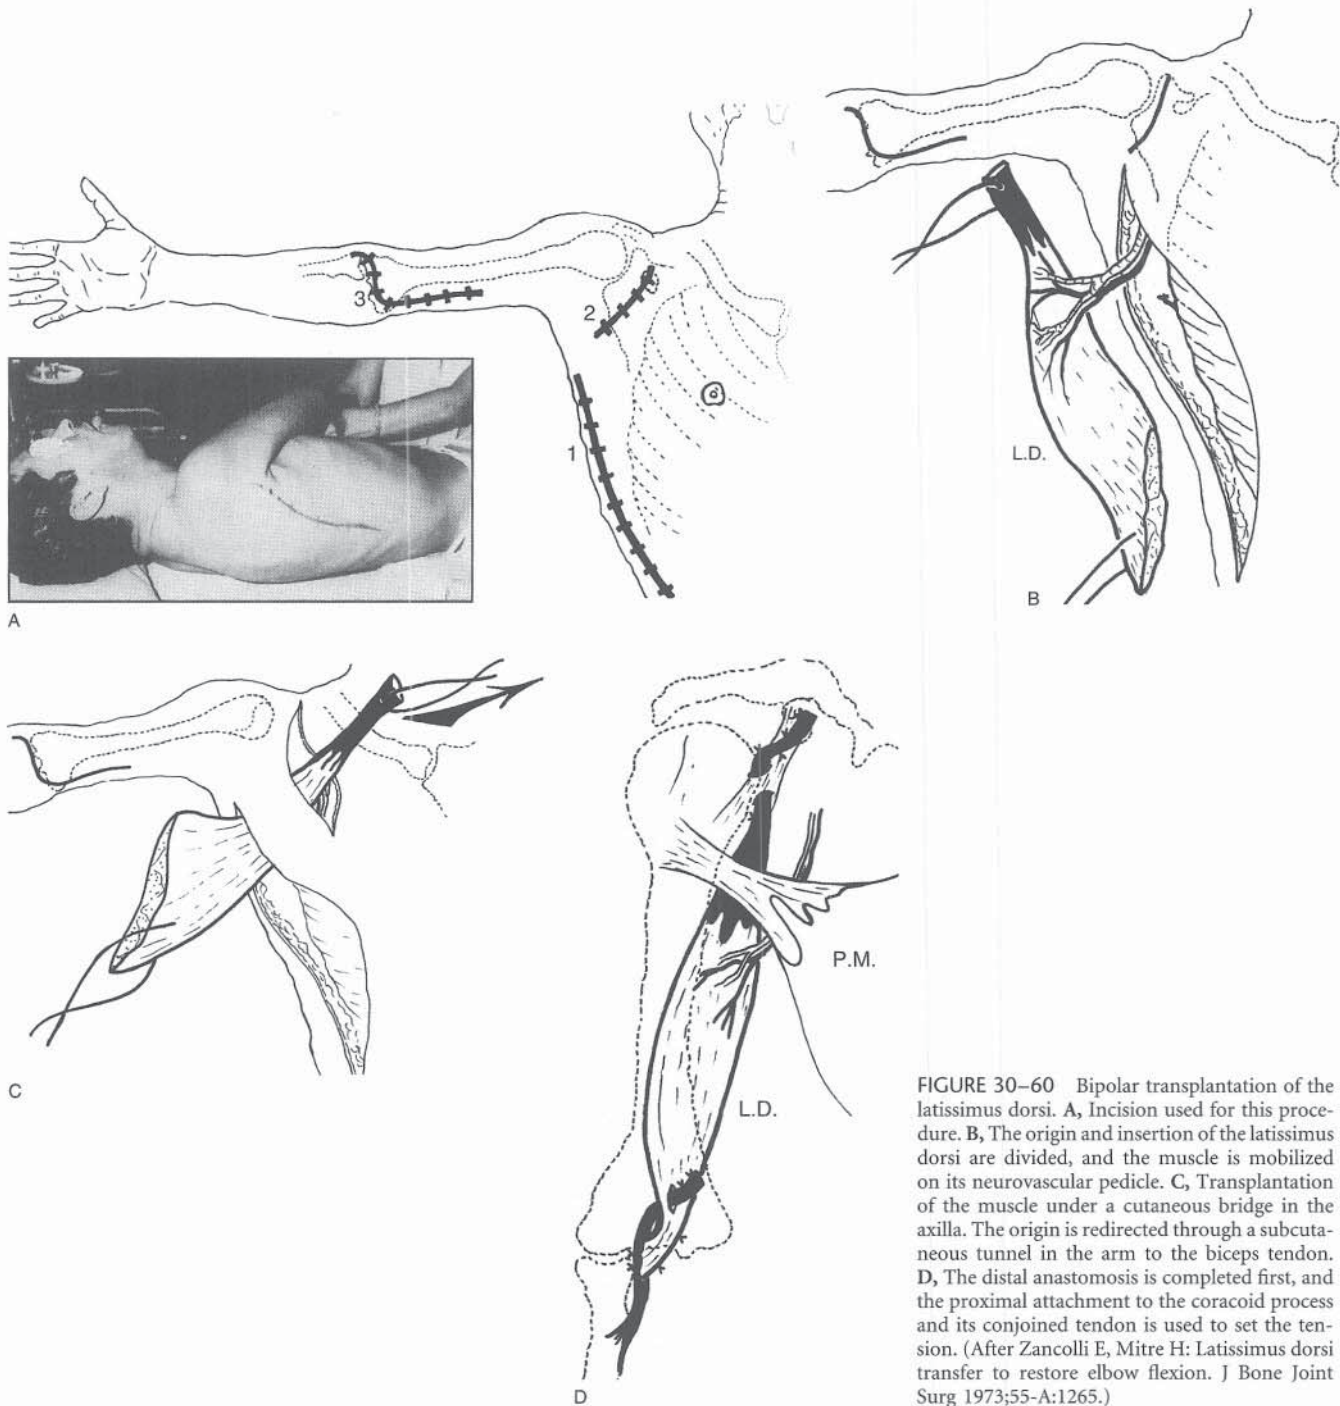 3
2
1
A
L.D.
B
C
P.M.
L.D.
D
FIGURE 30–60 Bipolar transplantation of the
latissimus dorsi. A, Incision used for this proce-
dure. B, The origin and insertion of the latissimus
dorsi are divided, and the muscle is mobilized
on its neurovascular pedicle. C, Transplantation
of the muscle under a cutaneous bridge in the
axilla. The origin is redirected through a subcuta-
neous tunnel in the arm to the biceps tendon.
D, The distal anastomosis is completed first, and
the proximal attachment to the coracoid process
and its conjoined tendon is used to set the ten-
sion. (After Zancolli E, Mitre H: Latissimus dorsi
transfer to restore elbow flexion. J Bone Joint
Surg 1973;55-A:1265.)